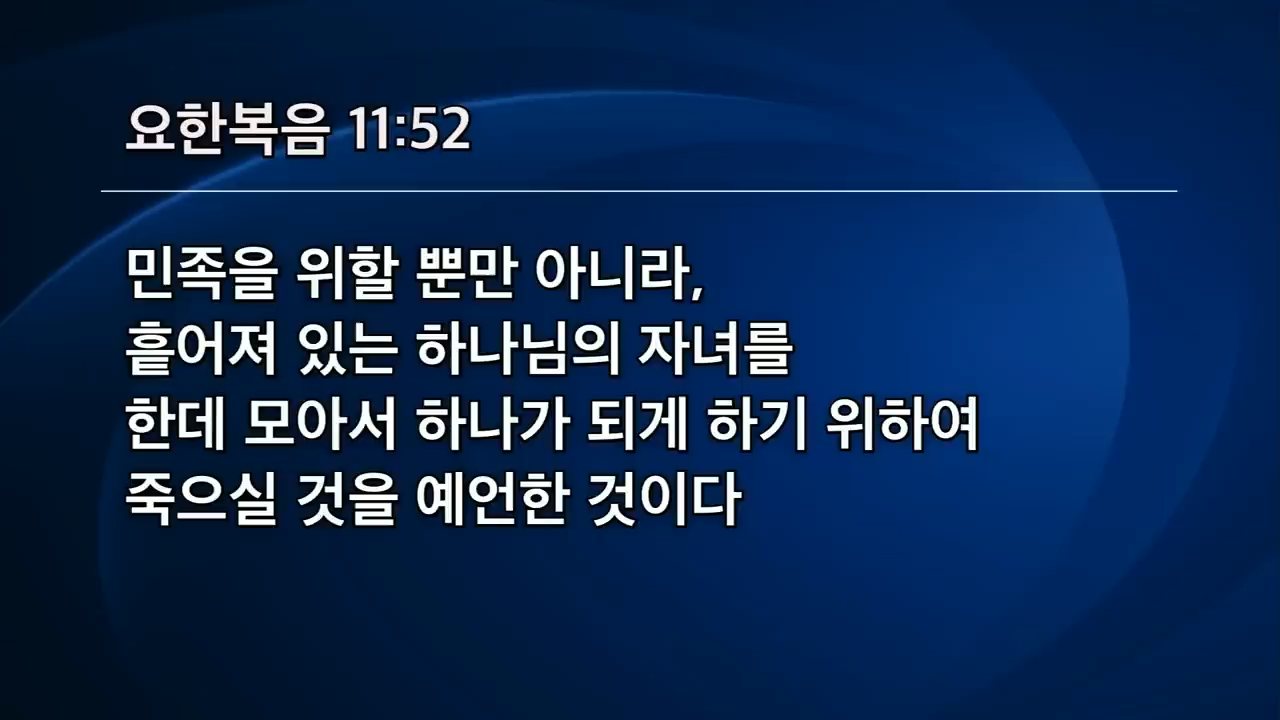 요한복음 11:52
민족을 위할 뿐만 아니라,
흩어져 있는 하나님의 자녀를
한데 모아서 하나가 되게 하기 위하여
죽으실 것을 예언한 것이다